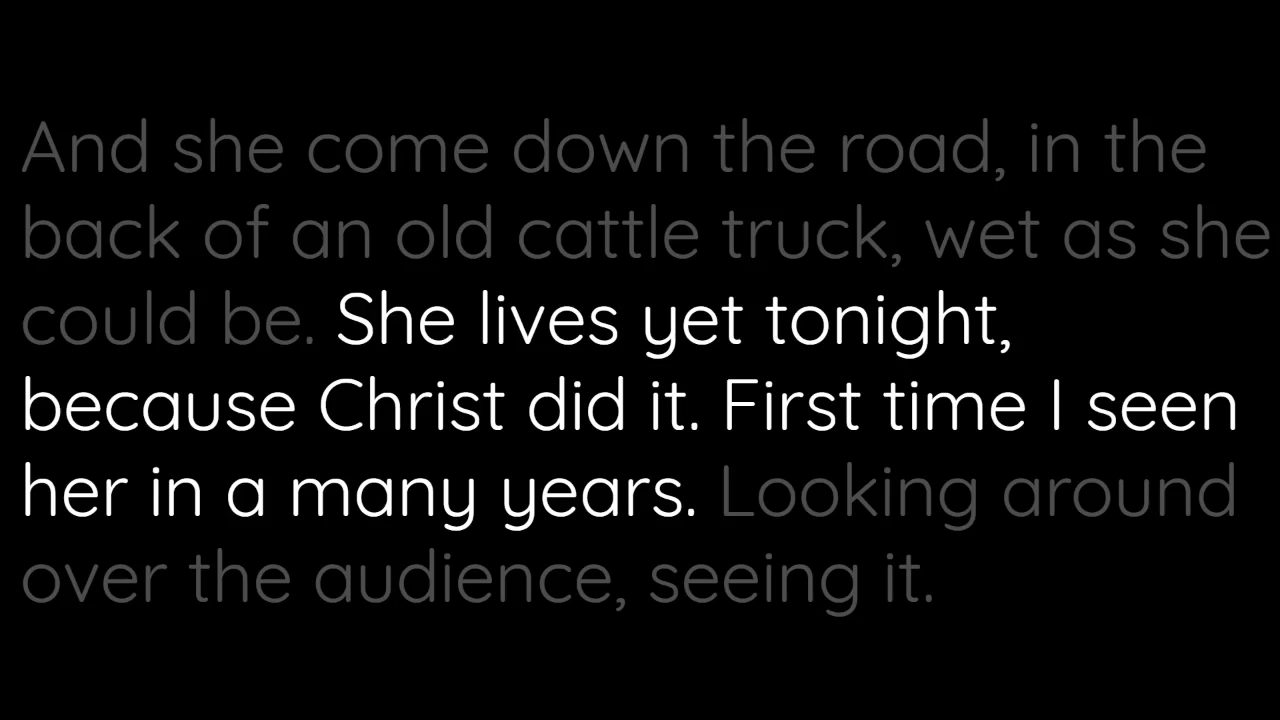 And she come down the road, in the
back of an old cattle truck, wet as she
could be. She lives yet tonight,
because Christ did it. First time I seen
her in a many years. Looking around
over the audience, seeing it.